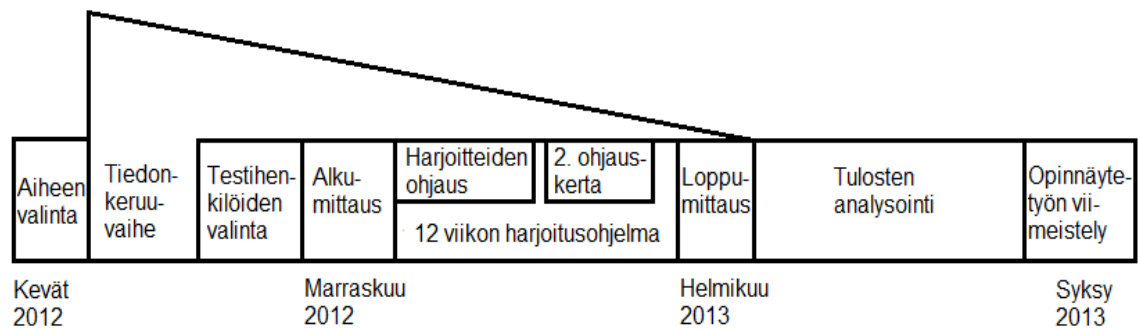 Aiheen
valinta
Tiedon-
keruu-
vaihe
Testihen-
kilöiden
valinta
Alku-
mittaus
Harjoitteiden
ohjaus
2. ohjaus-
kerta
12 viikon harjoitusohjelma
Loppu-
mittaus
Tulosten
analysointi
Opinnäyte-
työn vii-
meistely
Kevät
2012
Marraskuu
2012
Helmikuu
2013
Syksy
2013